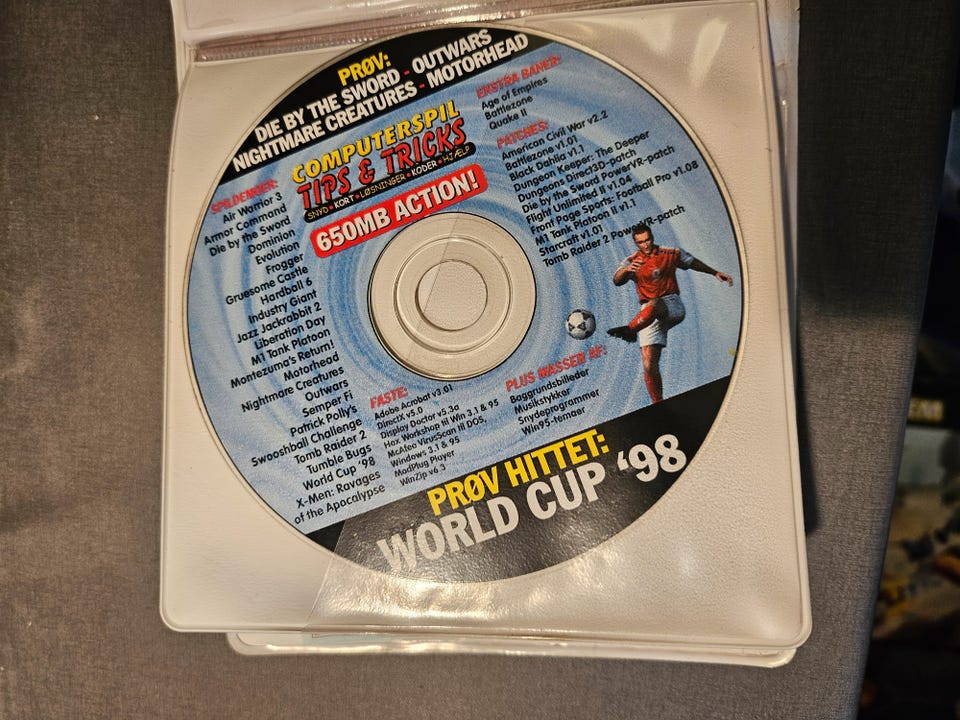 PRØV:
DIE BY THE SWORD - OUTWARS
NIGHTMARE CREATURES - MOTORHEAD
COMPUTERSPIL
TIPS & TRICKS
SNYD • KORT • LØSNINGER • KODER • HJÆLP
650MB ACTION!
SPILDEMOER:
Air Warrior 3
Armor Command
Die by the Sword
Dominion
Evolution
Frogger
Gruesome Castle
Hardball 6
Industry Giant
Jazz Jackrabbit 2
Liberation Day
M1 Tank Platoon
Montezuma's Return!
Motorhead
Nightmare Creatures
Outwars
Semper Fi
Patrick Polly's
Swooshball Challenge
Tomb Raider 2
Tumble Bugs
World Cup '98
X-Men: Ravages
of the Apocalypse
EKSTRA BANER:
Age of Empires
Battlezone
Quake II
PATCHES:
American Civil War v2.2
Battlezone v1.01
Black Dahlia v1.1
Dungeon Keeper: The Deeper
Dungeons Direct3D-patch
Die by the Sword PowerVR-patch
Flight Unlimited II v1.04
Front Page Sports: Football Pro v1.08
M1 Tank Platoon II v1.1
Starcraft v1.01
Tomb Raider 2 PowerVR-patch
FASTE:
Adobe Acrobat v3.01
DirectX v5.0
Display Doctor v5.3a
Hex Workshop til Win 3.1 & 95
McAfee VirusScan til DOS,
Windows 3.1 & 95
ModPlug Player
WinZip v6.3
PLUS MASSER AF:
Baggrundsbilleder
Musikstykker
Snydeprogrammer
Win95-temaer
PRØV HITTET:
WORLD CUP '98